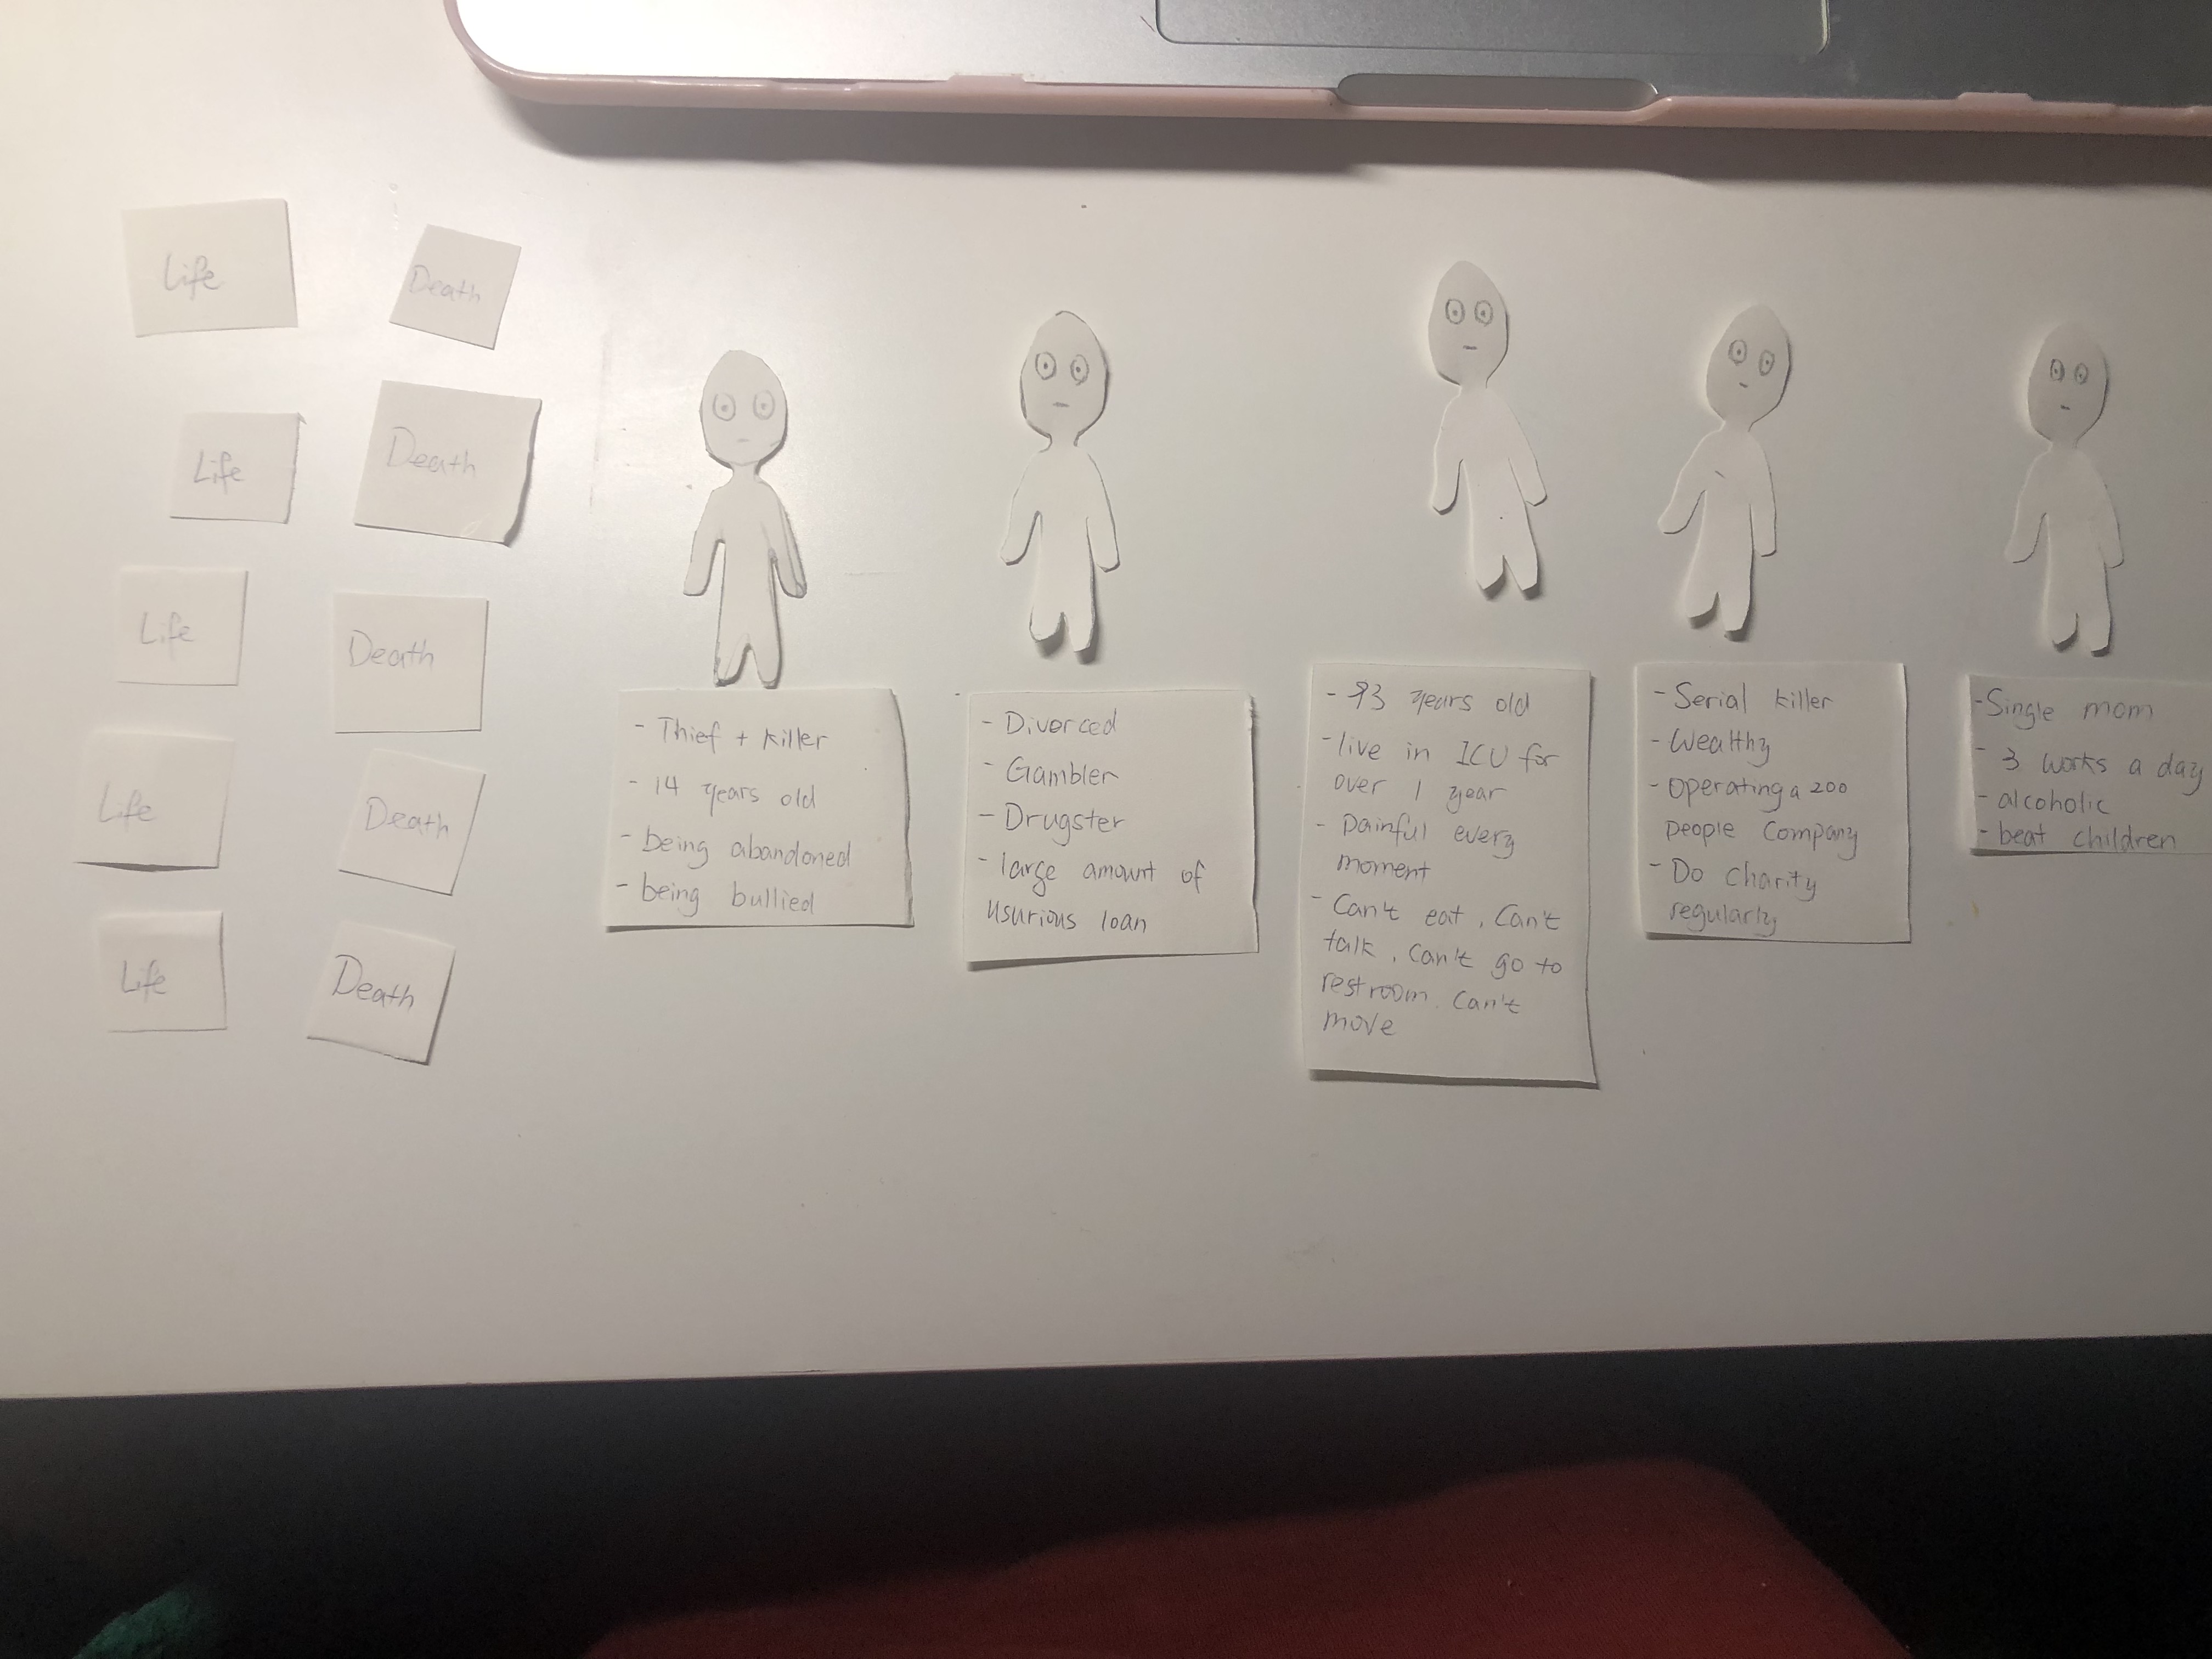 Life
Life
Life
Life
Life
Death
Death
Death
Death
Death
- Thief + killer
- 14 years old
- being abandoned
- being bullied
- Divorced
- Gambler
- Drugster
- large amount of
usurious loan
- 93 years old
- live in ICU for
over 1 year
- painful every
moment
- Can't eat, can't
talk, can't go to
restroom. can't
move
- Serial killer
- Wealthy
- Operating a 200
people company
- Do charity
regularly
- Single mom
- 3 works a day
- alcoholic
- beat children